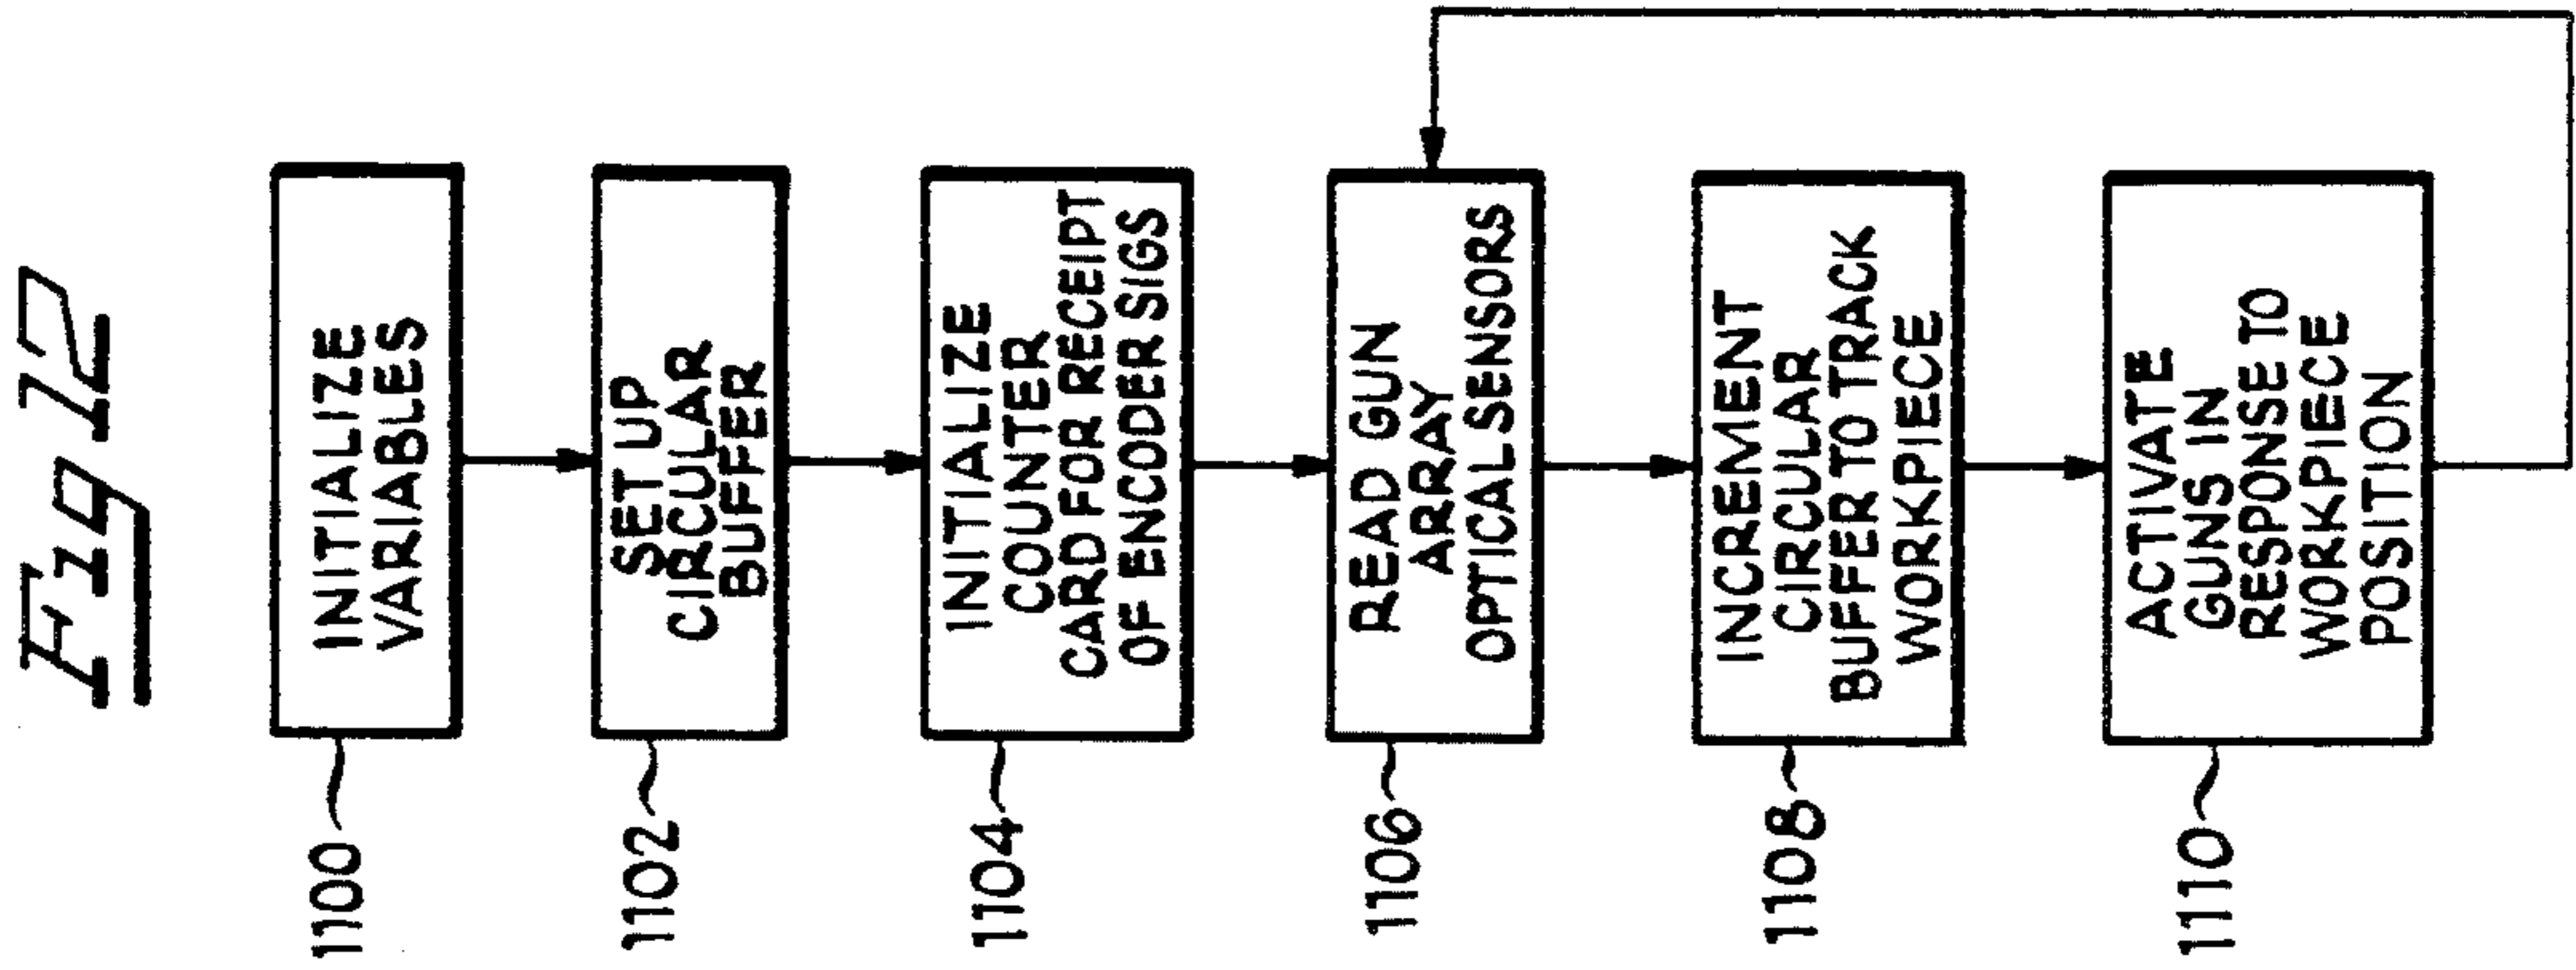 Fig 12
1100
INITIALIZE
VARIABLES
1102
SET UP
CIRCULAR
BUFFER
1104
INITIALIZE
COUNTER
CARD FOR RECEIPT
OF ENCODER SIGS
1106
READ GUN
ARRAY
OPTICAL SENSORS
1108
INCREMENT
CIRCULAR
BUFFER TO TRACK
WORKPIECE
1110
ACTIVATE
GUNS IN
RESPONSE TO
WORKPIECE
POSITION